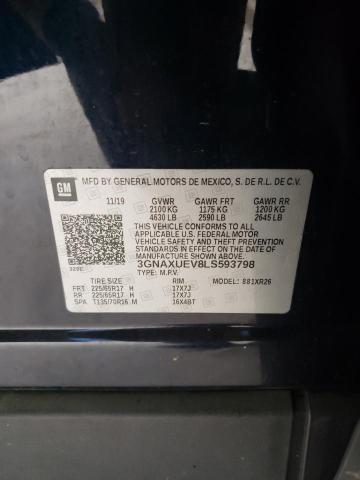 GM
MFD BY GENERAL MOTORS DE MEXICO, S. DE R.L. DE C.V.
11/19 GVWR GAWR FRT GAWR RR
2100 KG 1175 KG 1200 KG
4630 LB 2590 LB 2645 LB
THIS VEHICLE CONFORMS TO ALL
APPLICABLE U.S. FEDERAL MOTOR
VEHICLE SAFETY, BUMPER, AND
THEFT PREVENTION STANDARDS
IN EFFECT ON THE DATE OF
MANUFACTURE SHOWN ABOVE.
3GNAXUEV8LS593798
TYPE: M.P.V.
TIRE SIZE RIM MODEL: 881XR26
FRT 225/65R17 H 17X7J
RR 225/65R17 H 17X7J
SPA T135/70R16 M 16X4BT